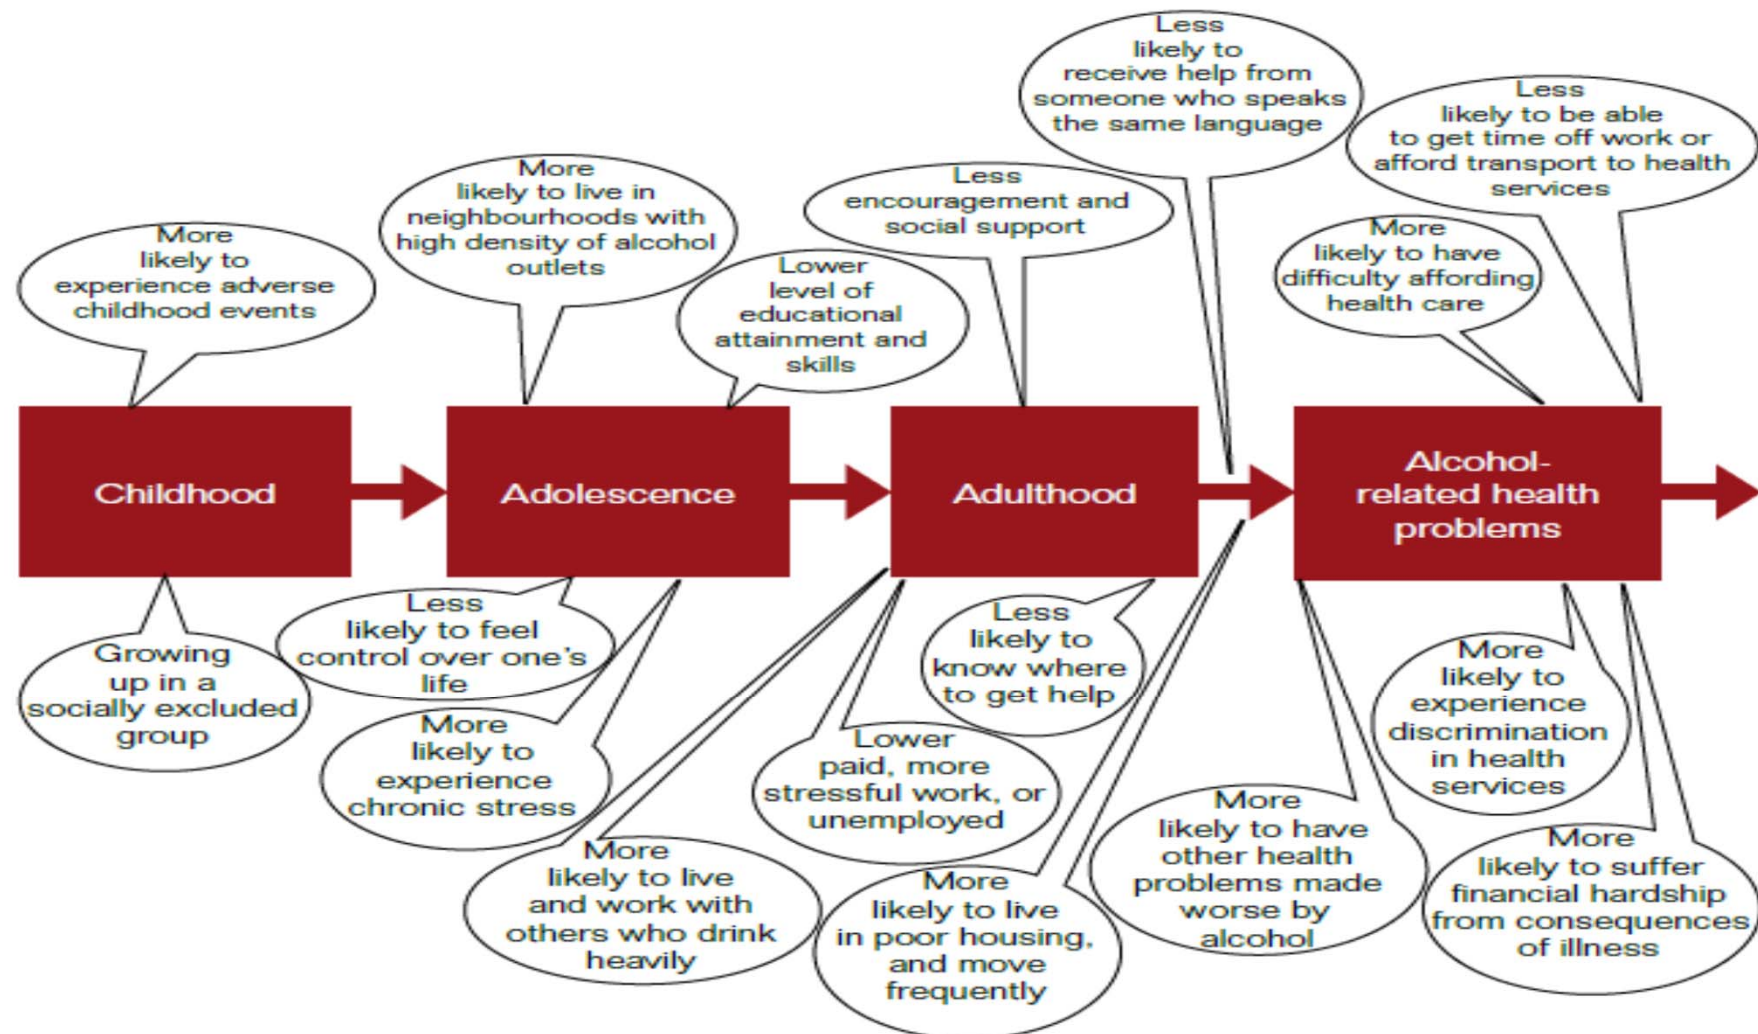 Less
likely to
receive help from
someone who speaks
the same language
Less
likely to be able
to get time off work or
afford transport to health
services
More
likely to live in
neighbourhoods with
high density of alcohol
outlets
Less
encouragement and
social support
More
likely to
experience adverse
childhood events
Lower
level of
educational
attainment and
skills
More
likely to have
difficulty affording
health care
Childhood
Adolescence
Adulthood
Alcohol-
related health
problems
Growing
up in a
socially excluded
group
Less
likely to feel
control over one's
life
More
likely to
experience
chronic stress
More
likely to live
and work with
others who drink
heavily
Lower
paid, more
stressful work, or
unemployed
Less
likely to
know where
to get help
More
likely to live
in poor housing,
and move
frequently
More
likely to have
other health
problems made
worse by
alcohol
More
likely to
experience
discrimination
in health
services
More
likely to suffer
financial hardship
from consequences
of illness